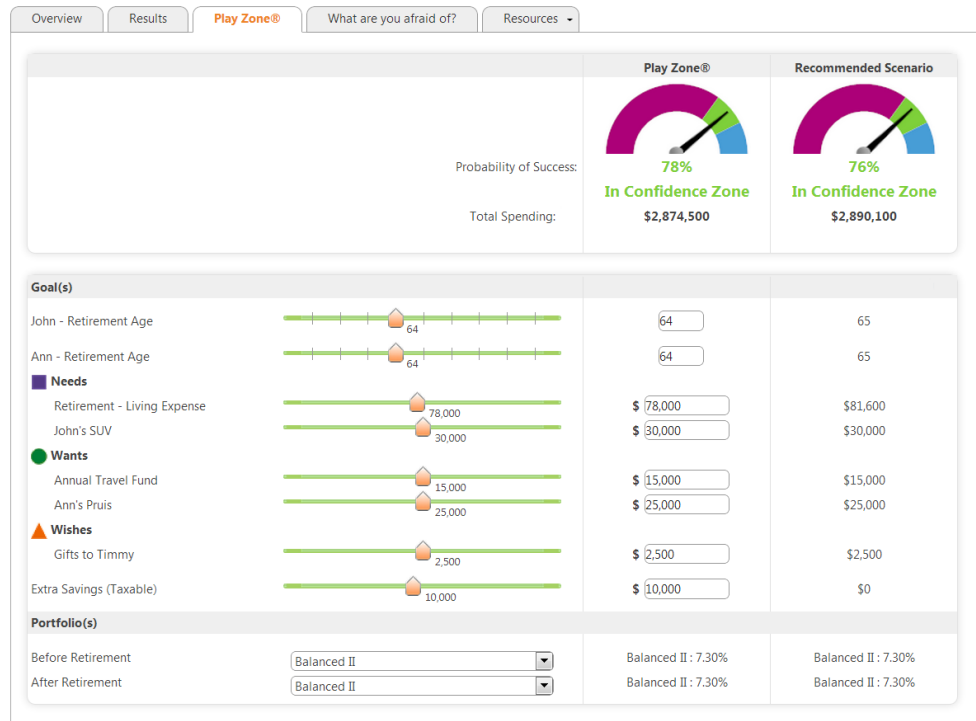 Overview Results Play Zone® What are you afraid of? Resources
Play Zone® Recommended Scenario
Probability of Success: 78% 76%
In Confidence Zone In Confidence Zone
Total Spending: $2,874,500 $2,890,100
Goal(s)
John - Retirement Age 64 64 65
Ann - Retirement Age 64 64 65
Needs
Retirement - Living Expense 78,000 $ 78,000 $81,600
John's SUV 30,000 $ 30,000 $30,000
Wants
Annual Travel Fund 15,000 $ 15,000 $15,000
Ann's Pruis 25,000 $ 25,000 $25,000
Wishes
Gifts to Timmy 2,500 $ 2,500 $2,500
Extra Savings (Taxable) 10,000 $ 10,000 $0
Portfolio(s)
Before Retirement Balanced II Balanced II : 7.30% Balanced II : 7.30%
After Retirement Balanced II Balanced II : 7.30% Balanced II : 7.30%